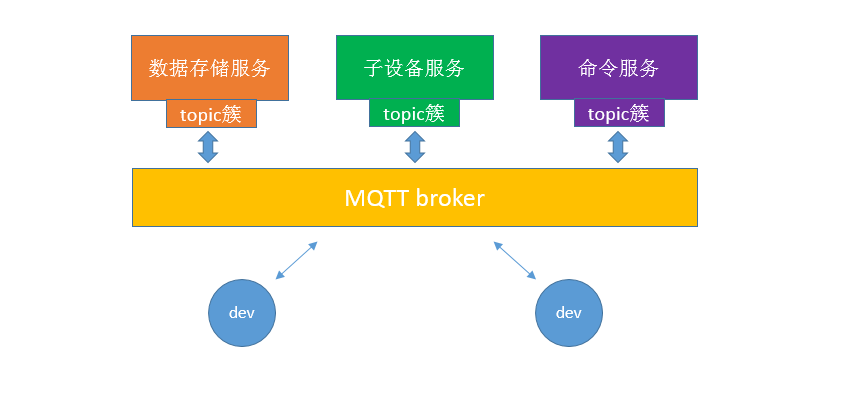 数据存储服务
子设备服务
命令服务
topic簇
topic簇
topic簇
MQTT broker
dev
dev